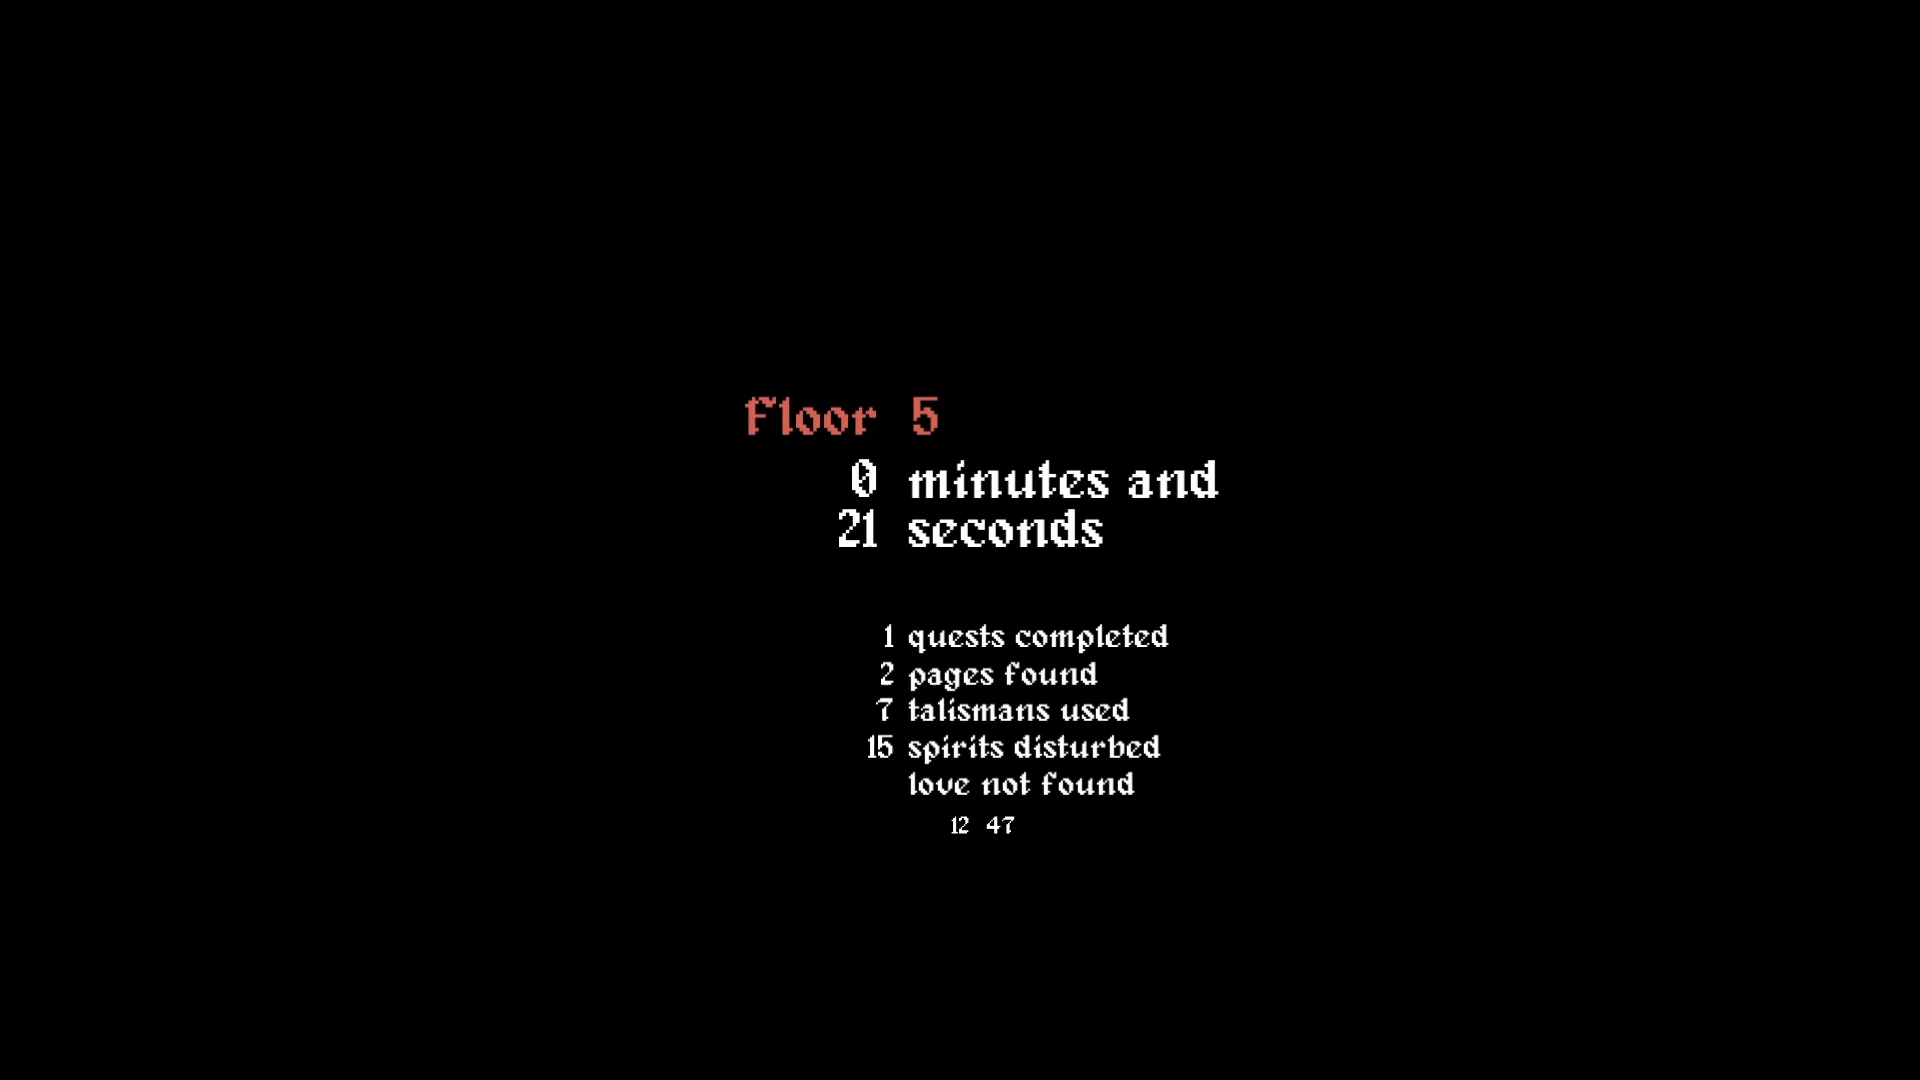 Floor 5
0 minutes and
21 seconds
1 quests completed
2 pages found
7 talismans used
15 spirits disturbed
love not found
12 47